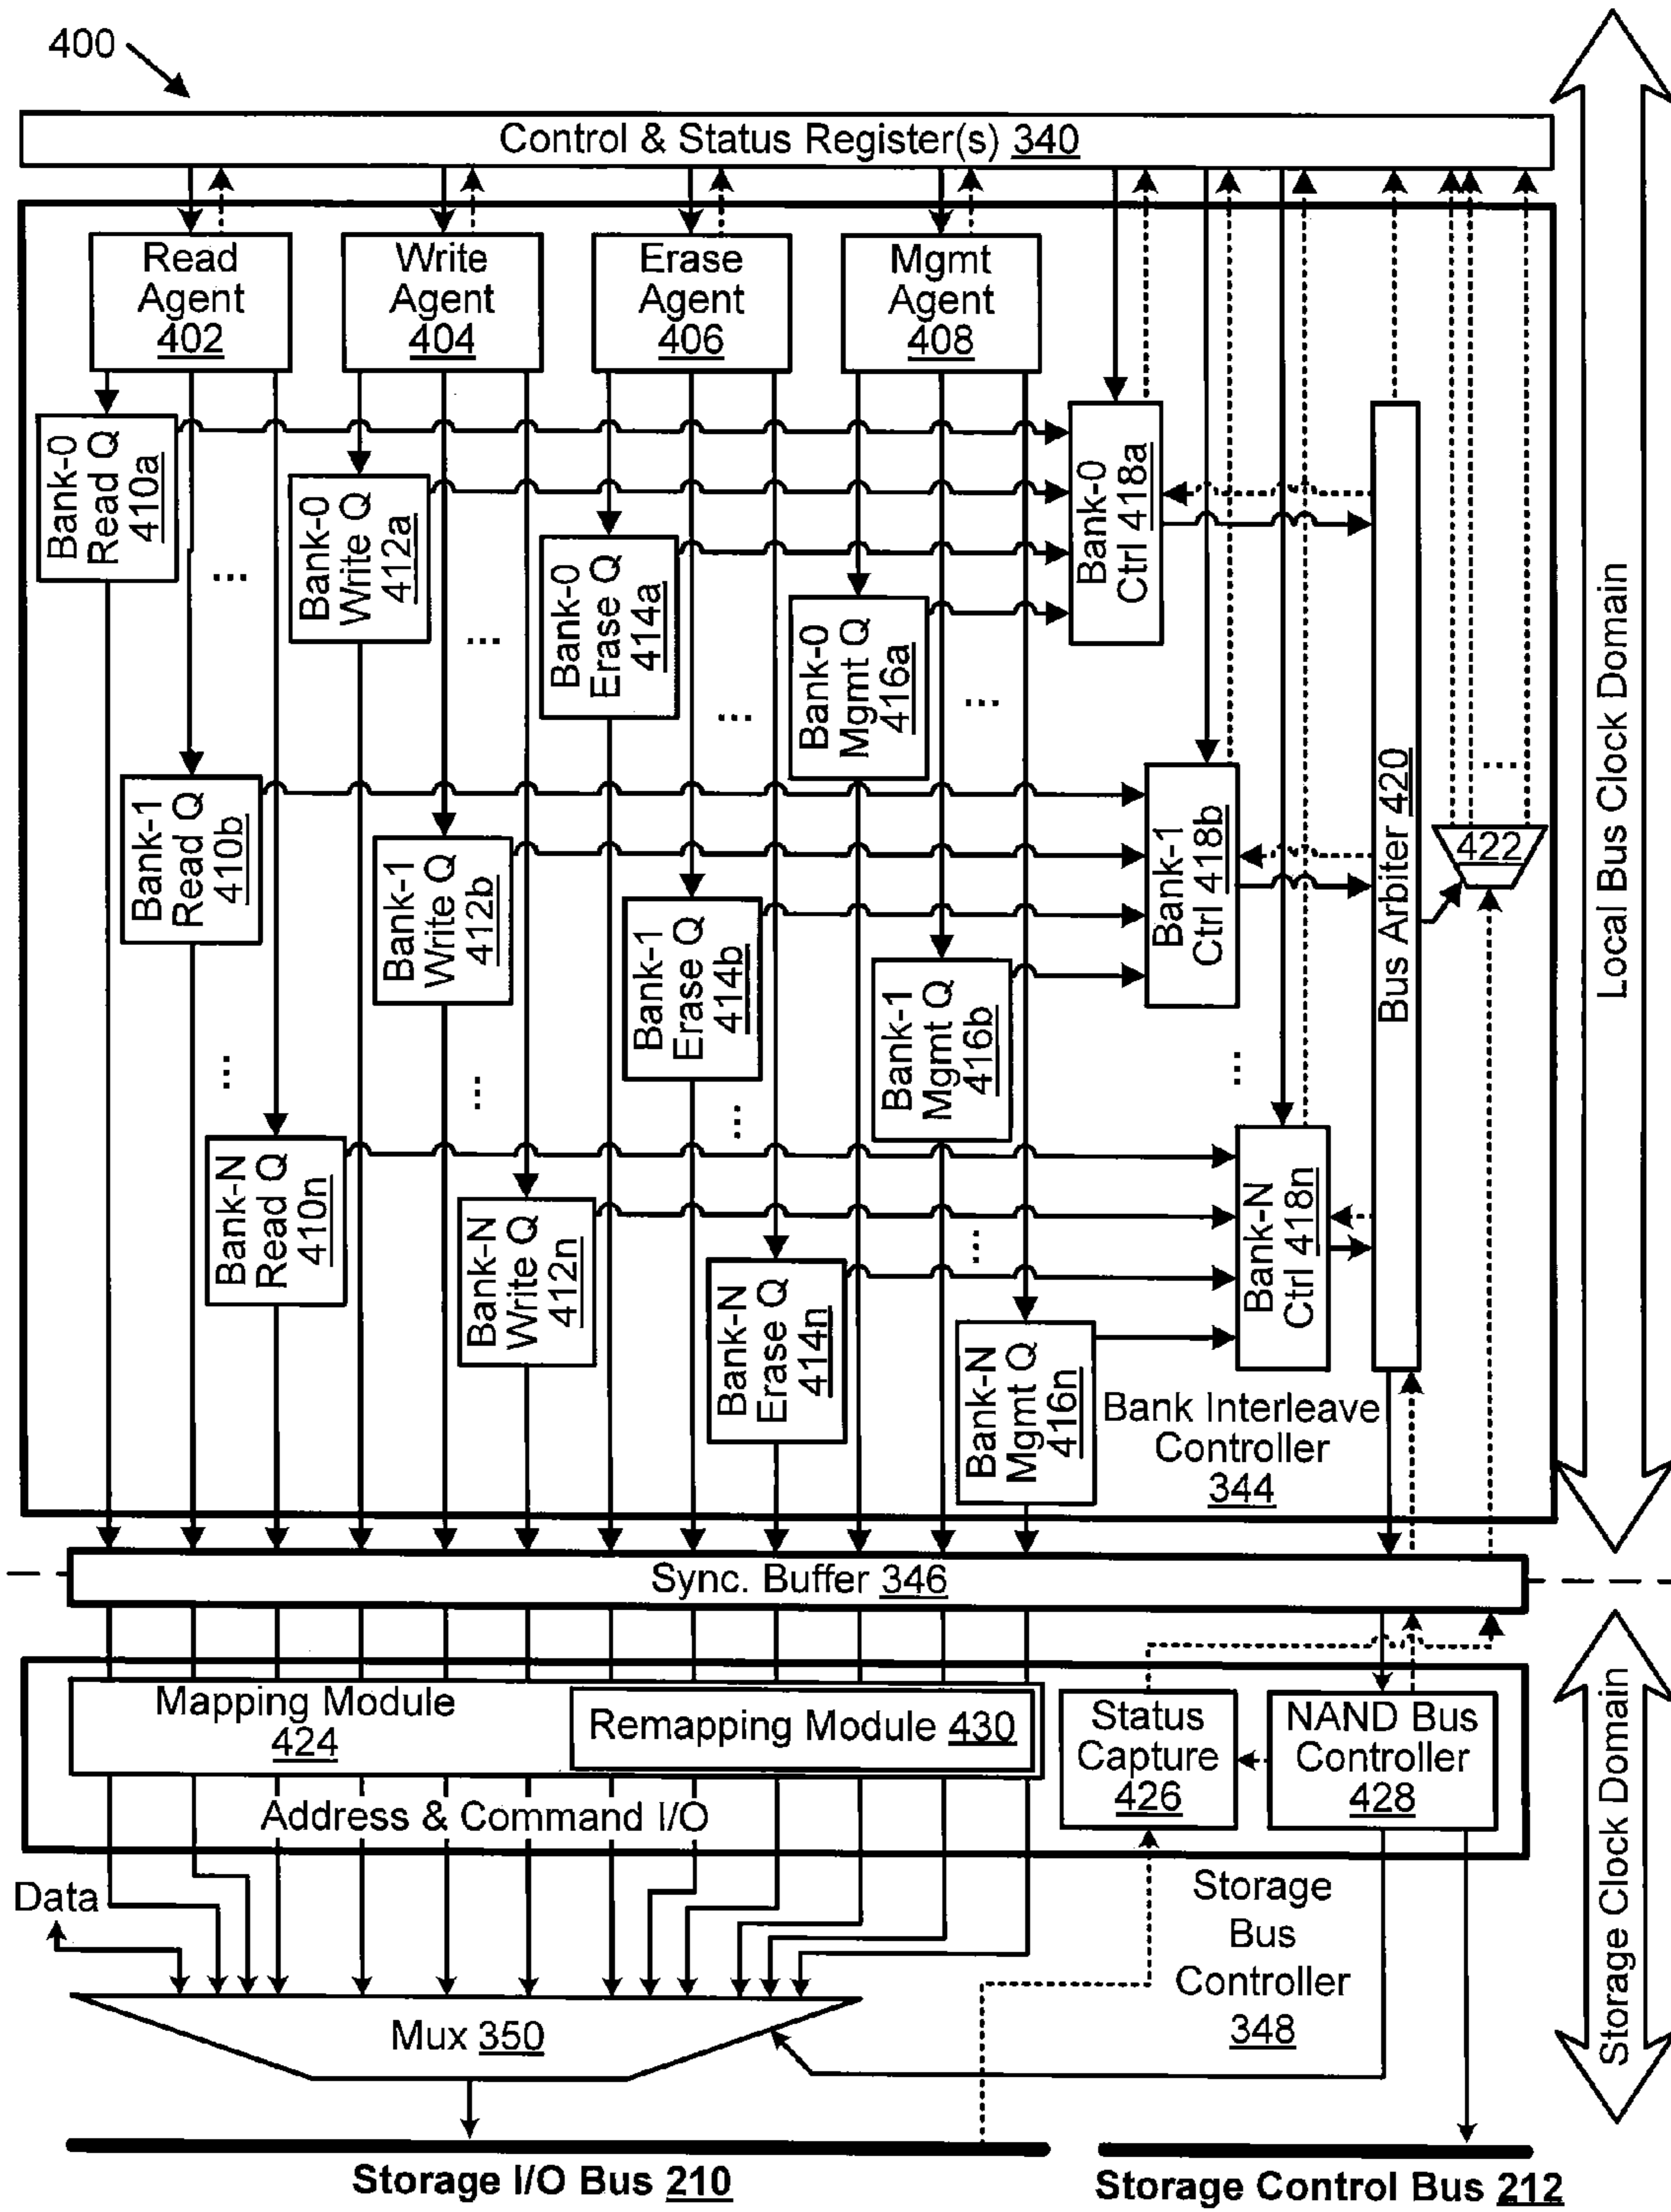 400
Control & Status Register(s) 340
Read
Agent
402
Write
Agent
404
Erase
Agent
406
Mgmt
Agent
408
Bank-0
Read Q
410a
Bank-0
Write Q
412a
Bank-0
Erase Q
414a
Bank-0
Mgmt Q
416a
Bank-0
Ctrl 418a
...
...
...
...
Bank-1
Read Q
410b
Bank-1
Write Q
412b
Bank-1
Erase Q
414b
Bank-1
Mgmt Q
416b
Bank-1
Ctrl 418b
Bus Arbiter 420
...
422
...
...
...
...
...
Bank-N
Read Q
410n
Bank-N
Write Q
412n
Bank-N
Erase Q
414n
Bank-N
Mgmt Q
416n
Bank-N
Ctrl 418n
Bank Interleave
Controller
344
Local Bus Clock Domain
Sync. Buffer 346
Mapping Module
424
Remapping Module 430
Status
Capture
426
NAND Bus
Controller
428
Address & Command I/O
Data
Storage
Bus
Controller
348
Mux 350
Storage Clock Domain
Storage I/O Bus 210
Storage Control Bus 212